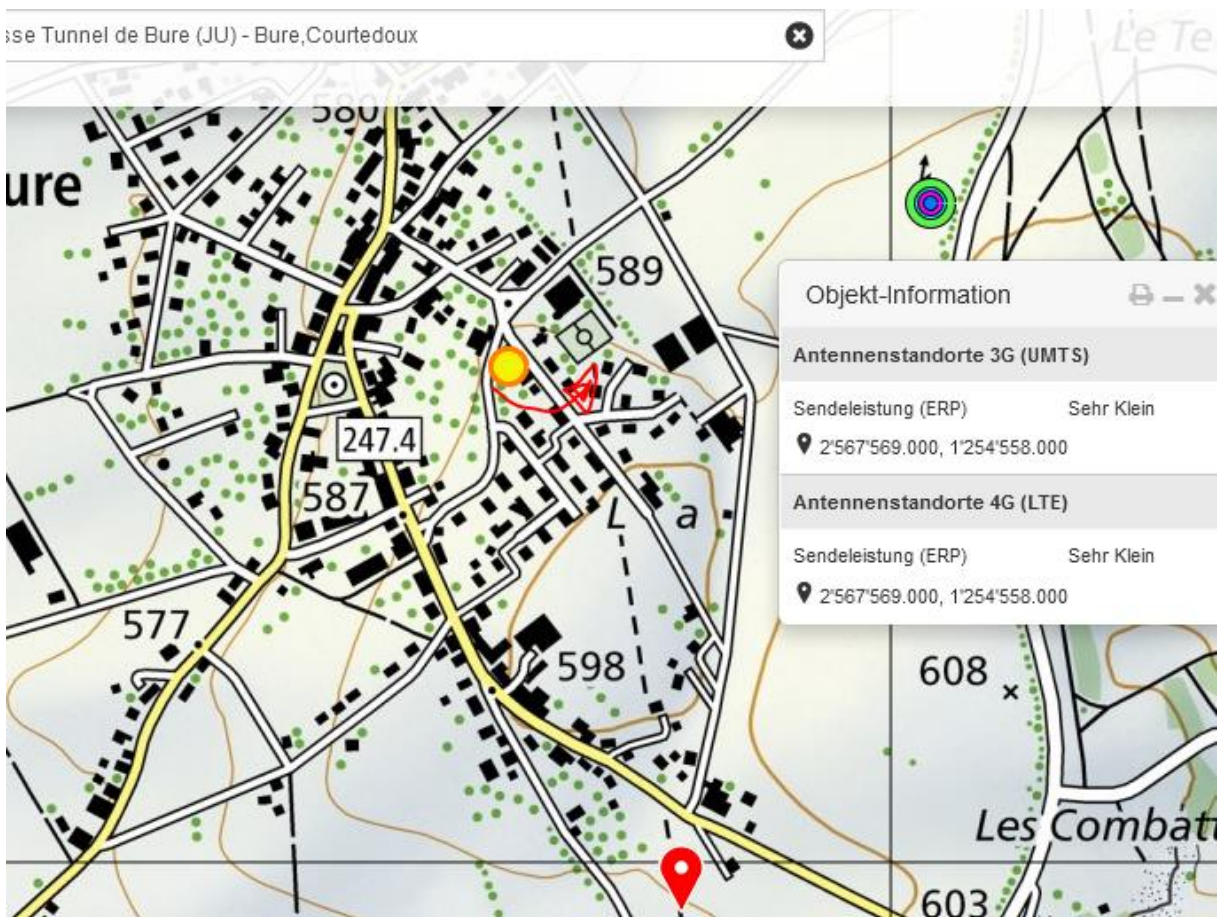 sse Tunnel de Bure (JU) - Bure,Courtedoux
Le Te
580
ure
589
Objekt-Information
Antennenstandorte 3G (UMTS)
Sendeleistung (ERP) Sehr Klein
2'567'569.000, 1'254'558.000
247.4
Antennenstandorte 4G (LTE)
587
L a
Sendeleistung (ERP) Sehr Klein
2'567'569.000, 1'254'558.000
577
598
608
Les Combatt
603